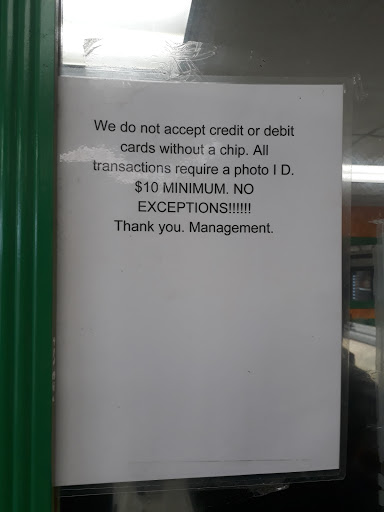 We do not accept credit or debit
cards without a chip. All
transactions require a photo I D.
$10 MINIMUM. NO
EXCEPTIONS!!!!!!
Thank you. Management.